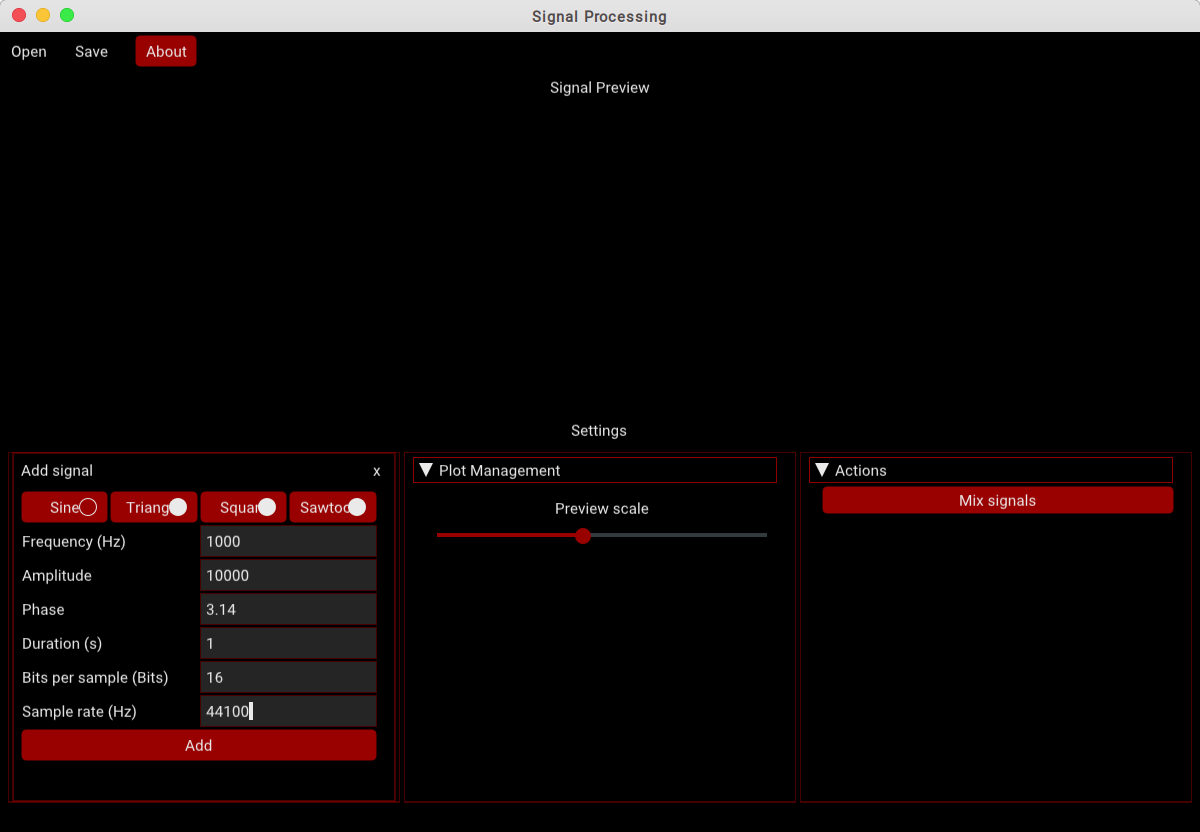 Signal Processing
Open Save About
Signal Preview
Settings
Add signal x
Sine Triang Squar Sawtoo
Frequency (Hz) 1000
Amplitude 10000
Phase 3.14
Duration (s) 1
Bits per sample (Bits) 16
Sample rate (Hz) 44100
Add
Plot Management
Preview scale
Actions
Mix signals